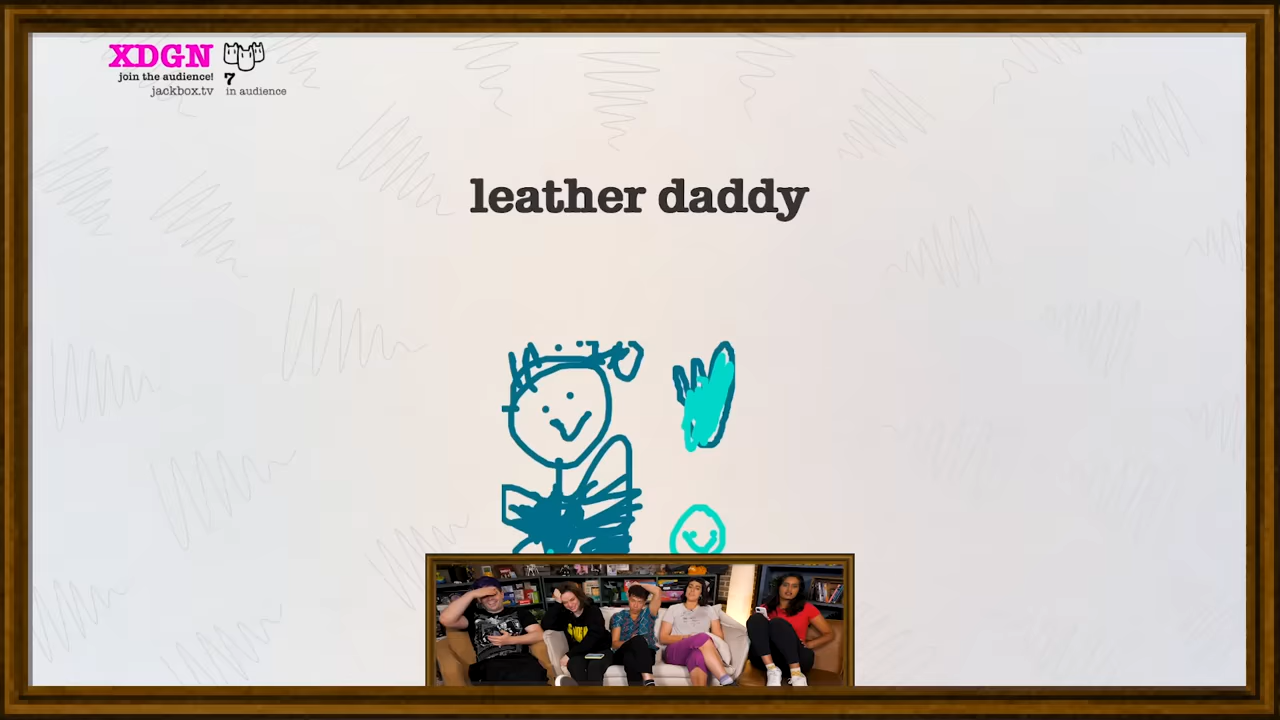 XDGN
join the audience!
jackbox.tv
7
in audience
leather daddy